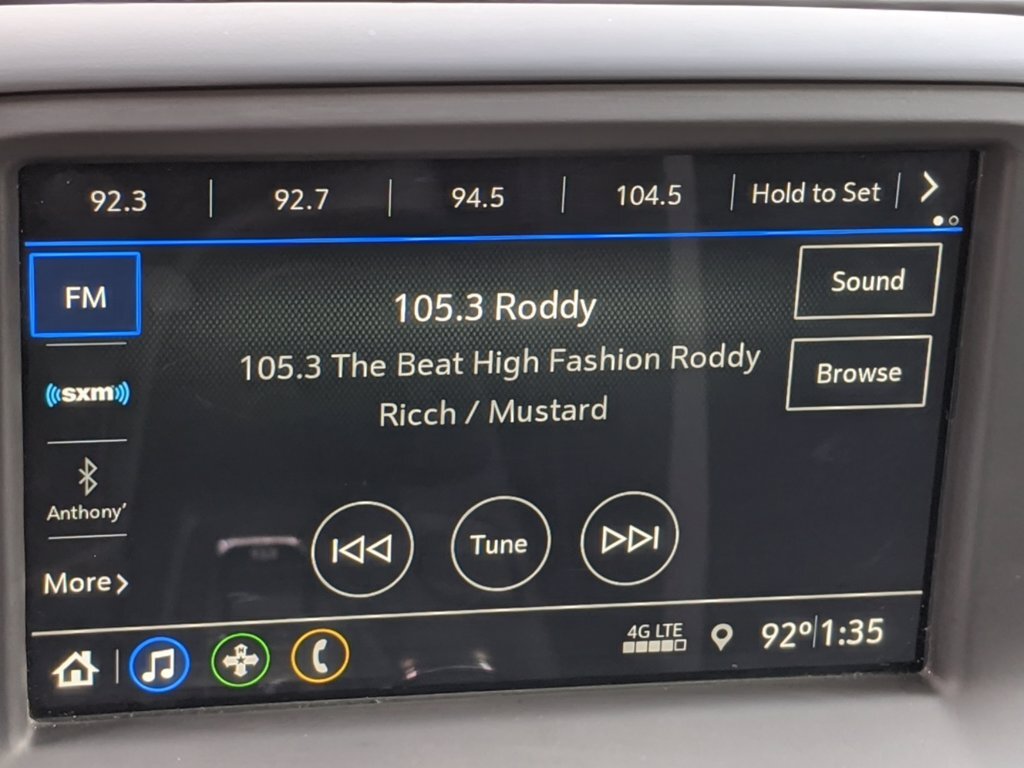 92.3 92.7 94.5 104.5 Hold to Set
FM
105.3 Roddy
Sound
105.3 The Beat High Fashion Roddy
Ricch / Mustard
Browse
sxm
Anthony'
Tune
More
4G LTE 92° 1:35